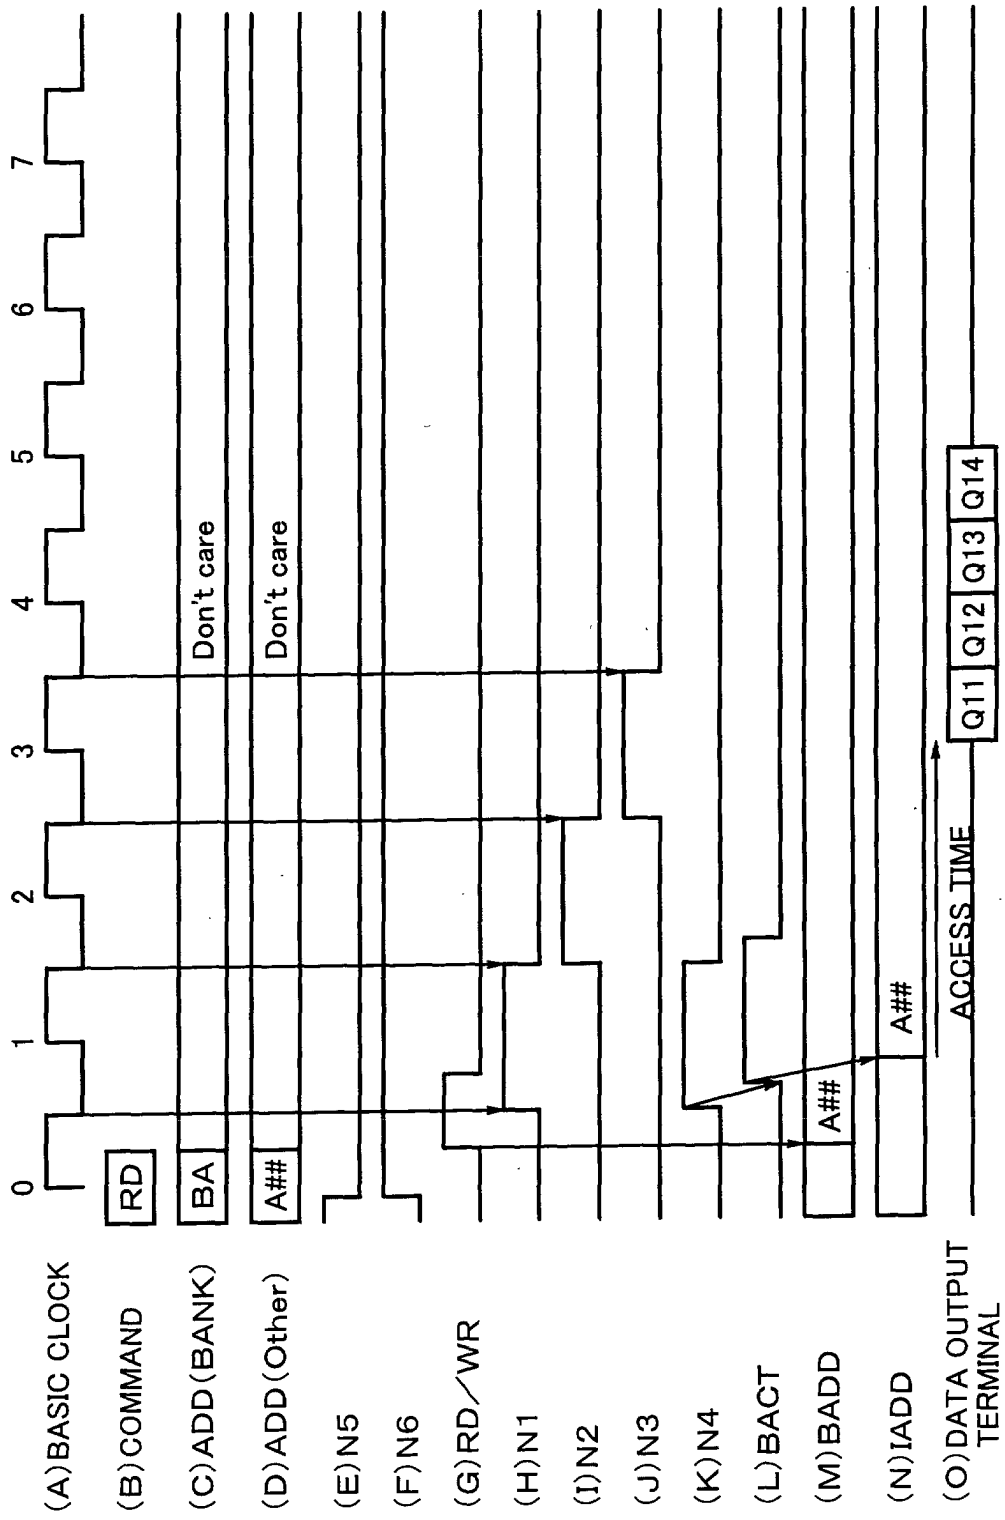 0 1 2 3 4 5 6 7
(A)BASIC CLOCK
(B)COMMAND
RD
(C)ADD(BANK)
BA
Don't care
(D)ADD(Other)
A##
Don't care
(E)N5
(F)N6
(G)RD/WR
(H)N1
(I)N2
(J)N3
(K)N4
(L)BACT
(M)BADD
A##
(N)IADD
A##
ACCESS TIME
(O)DATA OUTPUT
TERMINAL
Q11 Q12 Q13 Q14